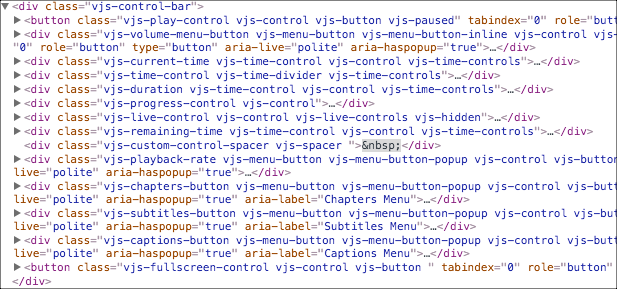 ▼<div class="vjs-control-bar">
▶<button class="vjs-play-control vjs-control vjs-button vjs-paused" tabindex="0" role="butt
▶<div class="vjs-volume-menu-button vjs-menu-button vjs-menu-button-inline vjs-control vjs-
"0" role="button" type="button" aria-live="polite" aria-haspopup="true">…</div>
▶<div class="vjs-current-time vjs-time-control vjs-control vjs-time-controls">…</div>
▶<div class="vjs-time-control vjs-time-divider vjs-time-controls">…</div>
▶<div class="vjs-duration vjs-time-control vjs-control vjs-time-controls">…</div>
▶<div class="vjs-progress-control vjs-control">…</div>
▶<div class="vjs-live-control vjs-control vjs-live-controls vjs-hidden">…</div>
▶<div class="vjs-remaining-time vjs-time-control vjs-control vjs-time-controls">…</div>
<div class="vjs-custom-control-spacer vjs-spacer ">&nbsp;</div>
▶<div class="vjs-playback-rate vjs-menu-button vjs-menu-button-popup vjs-control vjs-button
live="polite" aria-haspopup="true">…</div>
▶<div class="vjs-chapters-button vjs-menu-button vjs-menu-button-popup vjs-control vjs-butt
live="polite" aria-haspopup="true" aria-label="Chapters Menu">…</div>
▶<div class="vjs-subtitles-button vjs-menu-button vjs-menu-button-popup vjs-control vjs-but
live="polite" aria-haspopup="true" aria-label="Subtitles Menu">…</div>
▶<div class="vjs-captions-button vjs-menu-button vjs-menu-button-popup vjs-control vjs-butt
live="polite" aria-haspopup="true" aria-label="Captions Menu">…</div>
▶<button class="vjs-fullscreen-control vjs-control vjs-button " tabindex="0" role="button"
</div>